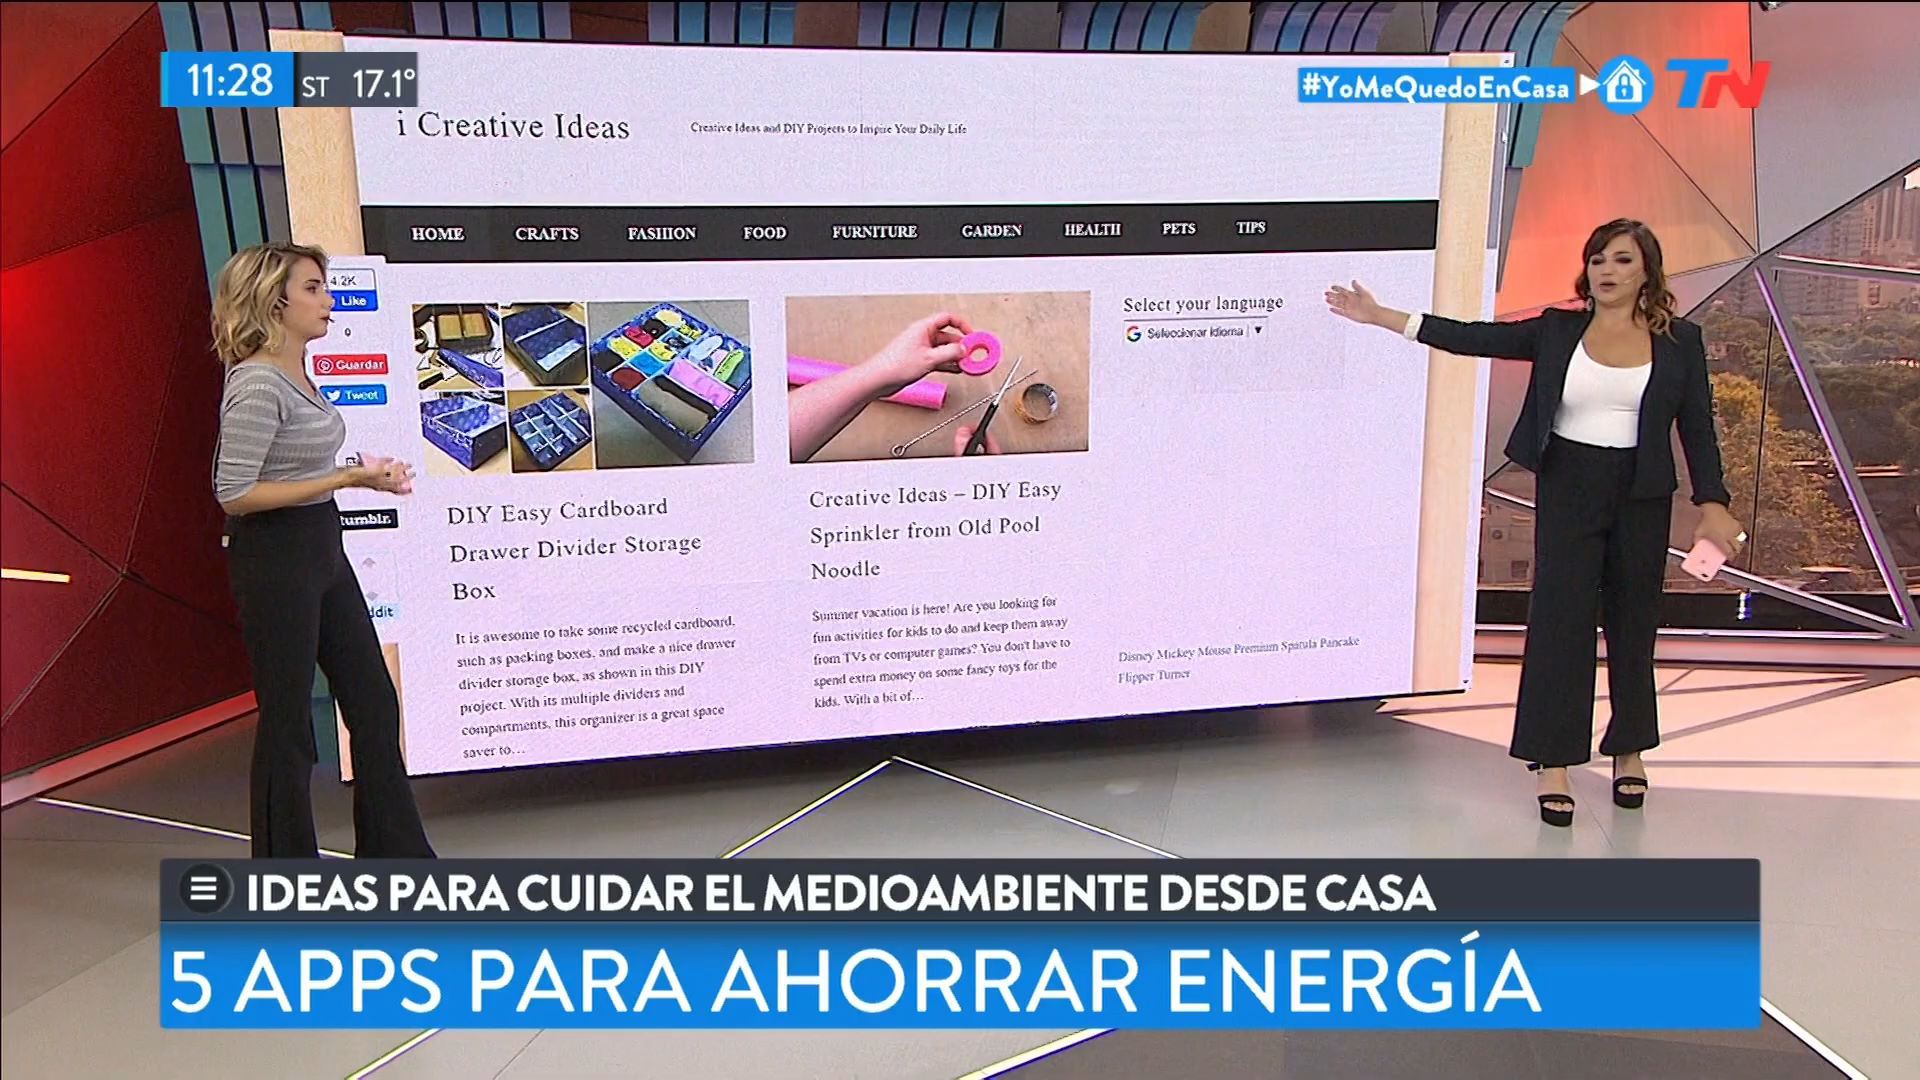 11:28 ST 17.1°
#YoMeQuedoEnCasa
TN
i Creative Ideas
Creative Ideas and DIY Projects to Inspire Your Daily Life
HOME CRAFTS FASHION FOOD FURNITURE GARDEN HEALTH PETS TIPS
4.2K
Like
0
Guardar
Tweet
tumblr.
ddit
DIY Easy Cardboard
Drawer Divider Storage
Box
It is awesome to take some recycled cardboard,
such as packing boxes, and make a nice drawer
divider storage box, as shown in this DIY
project. With its multiple dividers and
compartments, this organizer is a great space
saver to…
Creative Ideas – DIY Easy
Sprinkler from Old Pool
Noodle
Summer vacation is here! Are you looking for
fun activities for kids to do and keep them away
from TVs or computer games? You don't have to
spend extra money on some fancy toys for the
kids. With a bit of…
Select your language
Seleccionar idioma
Disney Mickey Mouse Premium Spatula Pancake
Flipper Turner
IDEAS PARA CUIDAR EL MEDIOAMBIENTE DESDE CASA
5 APPS PARA AHORRAR ENERGÍA